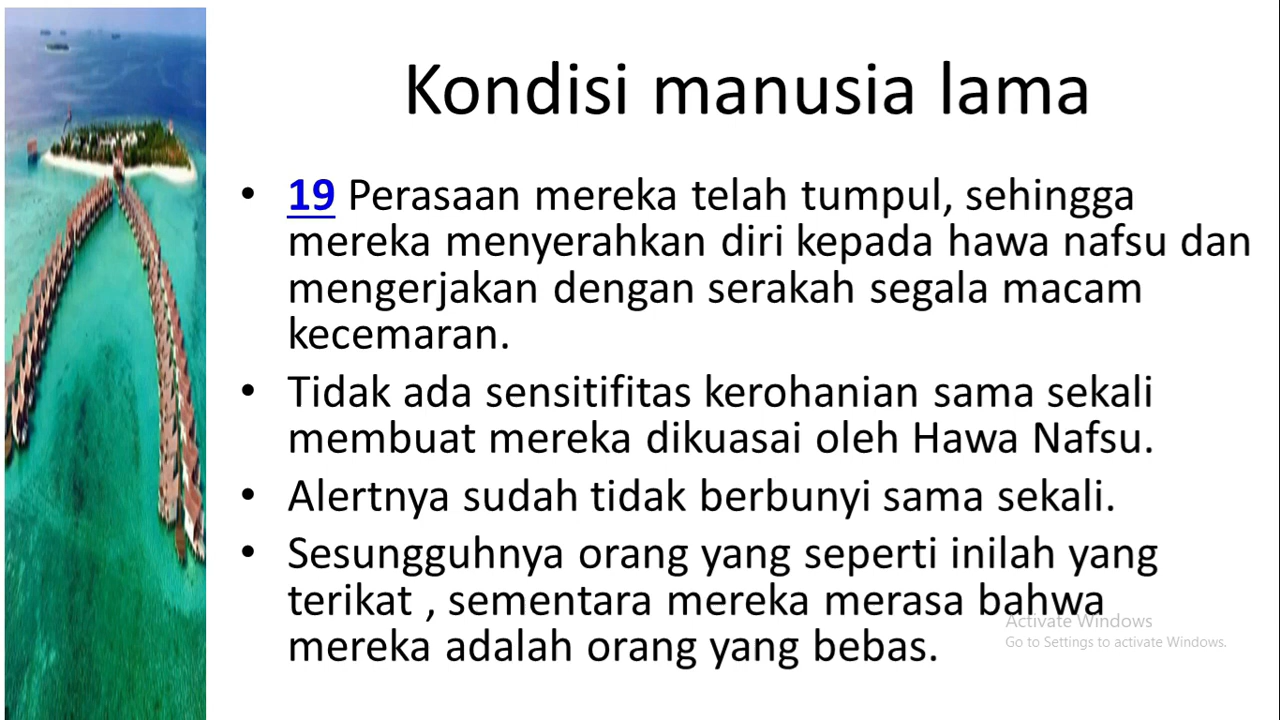 Kondisi manusia lama
• 19 Perasaan mereka telah tumpul, sehingga
mereka menyerahkan diri kepada hawa nafsu dan
mengerjakan dengan serakah segala macam
kecemaran.
• Tidak ada sensitifitas kerohanian sama sekali
membuat mereka dikuasai oleh Hawa Nafsu.
• Alertnya sudah tidak berbunyi sama sekali.
• Sesungguhnya orang yang seperti inilah yang
terikat , sementara mereka merasa bahwa
mereka adalah orang yang bebas.
Activate Windows
Go to Settings to activate Windows.